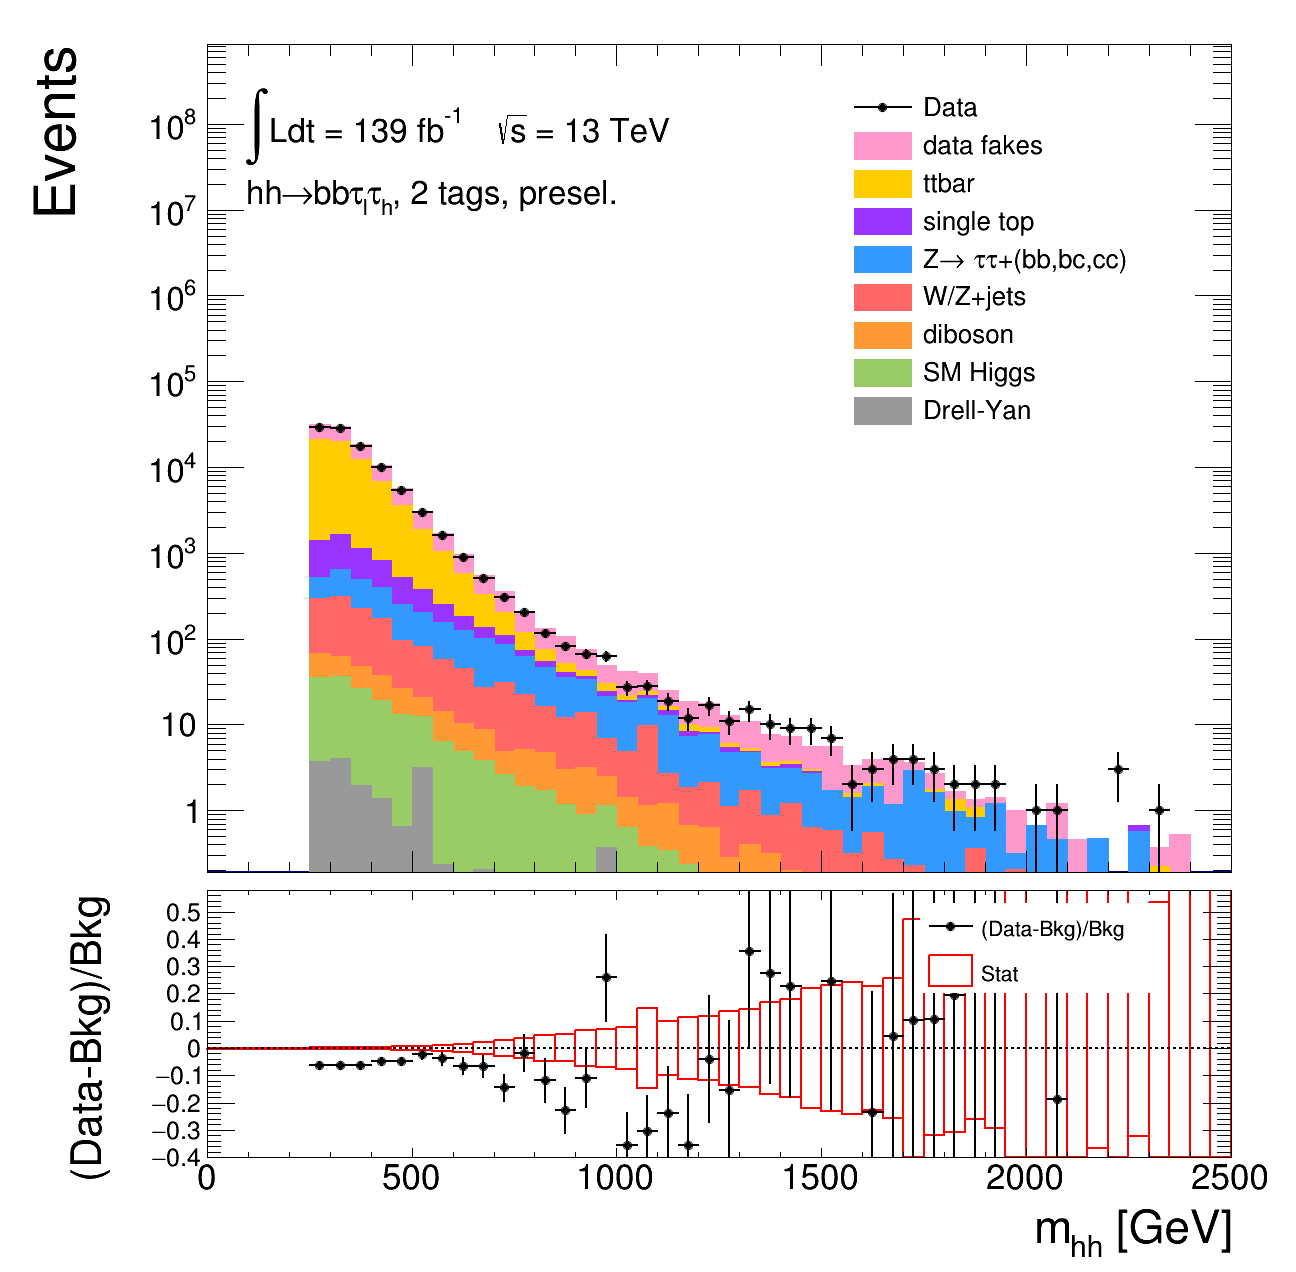 Events
10⁸
10⁷
10⁶
10⁵
10⁴
10³
10²
10
1
∫Ldt = 139 fb⁻¹ √s = 13 TeV
hh→bbτₗτₕ, 2 tags, presel.
Data
data fakes
ttbar
single top
Z→ ττ+(bb,bc,cc)
W/Z+jets
diboson
SM Higgs
Drell-Yan
(Data-Bkg)/Bkg
0.5
0.4
0.3
0.2
0.1
0
−0.1
−0.2
−0.3
−0.4
(Data-Bkg)/Bkg
Stat
0 500 1000 1500 2000 2500
mₕₕ [GeV]